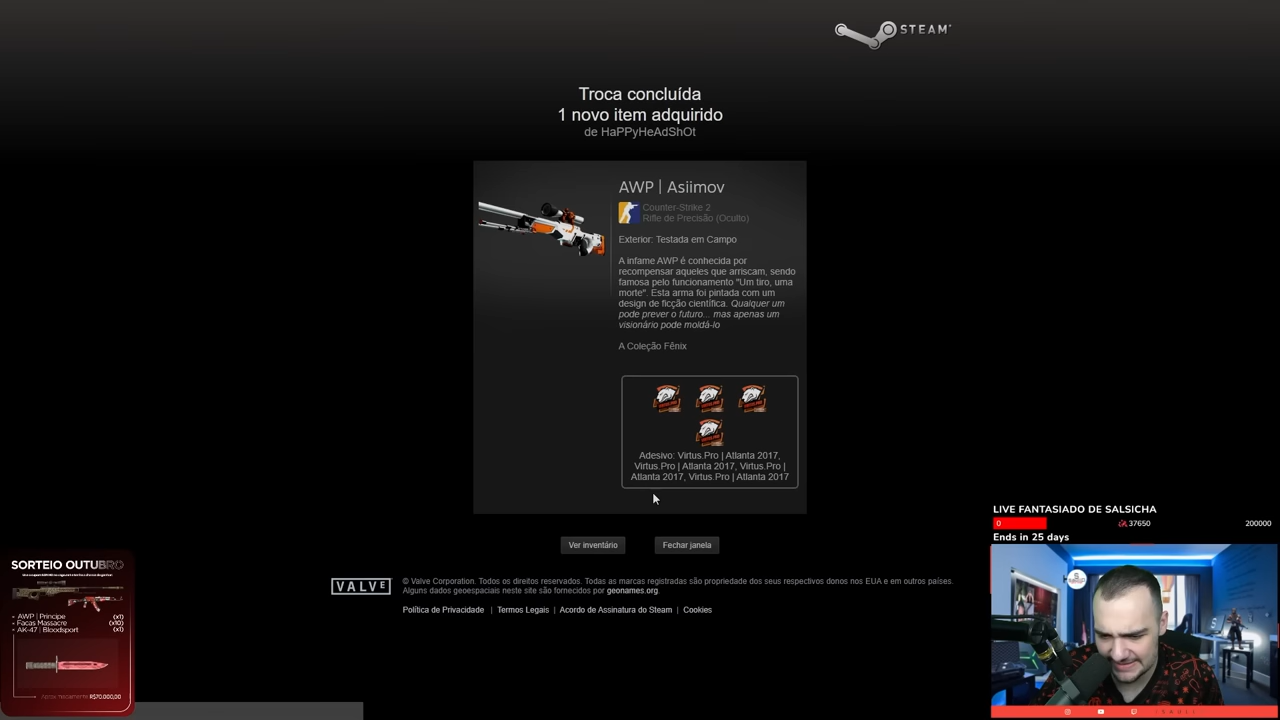 STEAM
Troca concluída
1 novo item adquirido
de HaPPyHeAdShOt
AWP | Asiimov
Counter-Strike 2
Rifle de Precisão (Oculto)
Exterior: Testada em Campo
A infame AWP é conhecida por
recompensar aqueles que arriscam, sendo
famosa pelo funcionamento "Um tiro, uma
morte". Esta arma foi pintada com um
design de ficção científica. Qualquer um
pode prever o futuro... mas apenas um
visionário pode moldá-lo
A Coleção Fênix
Adesivo: Virtus.Pro | Atlanta 2017,
Virtus.Pro | Atlanta 2017, Virtus.Pro |
Atlanta 2017, Virtus.Pro | Atlanta 2017
Ver inventário
Fechar janela
VALVE
© Valve Corporation. Todos os direitos reservados. Todas as marcas registradas são propriedade dos seus respectivos donos nos EUA e em outros países.
Alguns dados geoespaciais neste site são fornecidos por geonames.org.
Política de Privacidade | Termos Legais | Acordo de Assinatura do Steam | Cookies
SORTEIO OUTUBRO
AWP | Príncipe (x1)
Facas Massacre (x10)
AK-47 | Bloodsport (x1)
R$70.000,00
LIVE FANTASIADO DE SALSICHA
0 37650 200000
Ends in 25 days